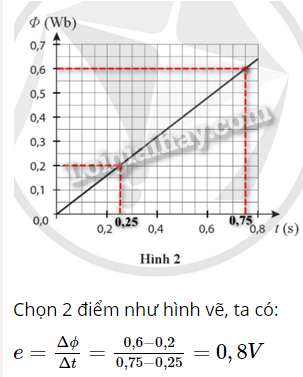 Φ (Wb)
0,7
0,6
0,5
0,4
0,3
0,2
0,1
0,0
0,2 0,25 0,4 0,6 0,75 0,8 t (s)
Loigiaihay.com
Hình 2
Chọn 2 điểm như hình vẽ, ta có:
e = Δϕ/Δt = 0,6−0,2/0,75−0,25 = 0,8V